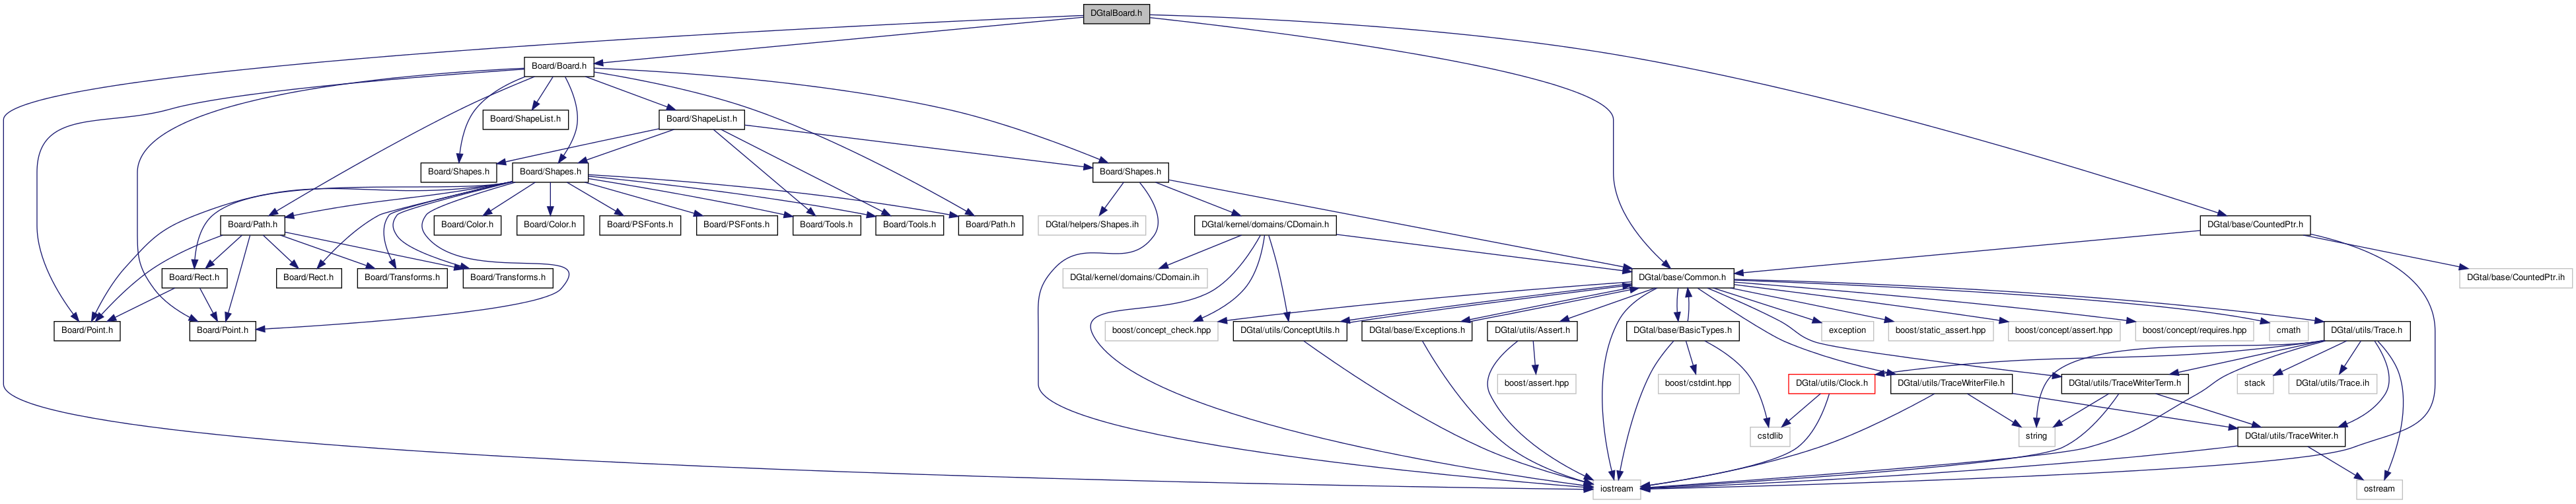 DGtalBoard.h
Board/Board.h
Board/ShapeList.h
Board/ShapeList.h
Board/Shapes.h
Board/Shapes.h
Board/Shapes.h
Board/Path.h
Board/Color.h
Board/Color.h
Board/PSFonts.h
Board/PSFonts.h
Board/Tools.h
Board/Tools.h
Board/Path.h
DGtal/helpers/Shapes.ih
DGtal/kernel/domains/CDomain.h
DGtal/base/CountedPtr.h
Board/Rect.h
Board/Rect.h
Board/Transforms.h
Board/Transforms.h
DGtal/kernel/domains/CDomain.ih
DGtal/base/Common.h
DGtal/base/CountedPtr.ih
Board/Point.h
Board/Point.h
boost/concept_check.hpp
DGtal/utils/ConceptUtils.h
DGtal/base/Exceptions.h
DGtal/utils/Assert.h
DGtal/base/BasicTypes.h
exception
boost/static_assert.hpp
boost/concept/assert.hpp
boost/concept/requires.hpp
cmath
DGtal/utils/Trace.h
boost/assert.hpp
boost/cstdint.hpp
DGtal/utils/Clock.h
DGtal/utils/TraceWriterFile.h
DGtal/utils/TraceWriterTerm.h
stack
DGtal/utils/Trace.ih
cstdlib
string
DGtal/utils/TraceWriter.h
iostream
ostream